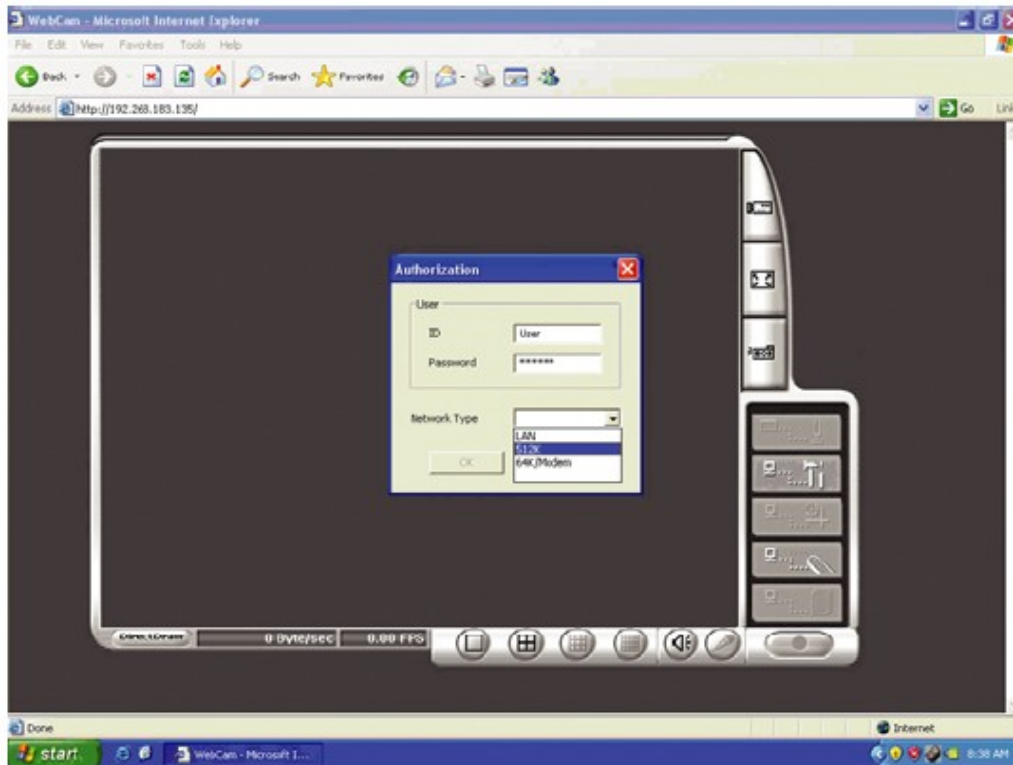 WebCam - Microsoft Internet Explorer
File Edit View Favorites Tools Help
Back Search Favorites
Address http://192.268.183.135/ Go Link
Authorization
User
ID User
Password ******
Network Type
LAN
512K
64K/Modem
OK
DirectDraw 0 Byte/sec 0.00 FPS
Done Internet
start WebCam - Microsoft I... 8:38 AM